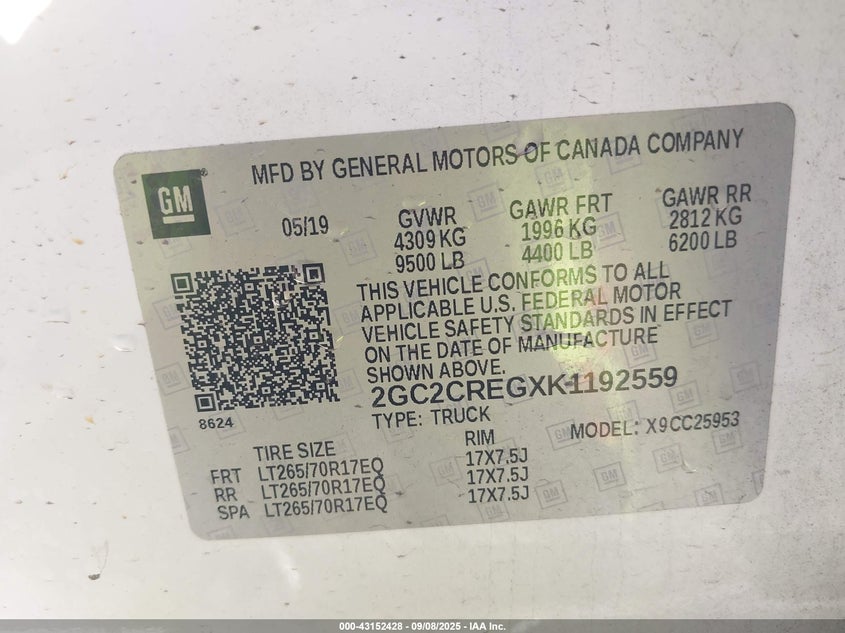 MFD BY GENERAL MOTORS OF CANADA COMPANY
GM
05/19
GVWR
4309 KG
9500 LB
GAWR FRT
1996 KG
4400 LB
GAWR RR
2812 KG
6200 LB
THIS VEHICLE CONFORMS TO ALL
APPLICABLE U.S. FEDERAL MOTOR
VEHICLE SAFETY STANDARDS IN EFFECT
ON THE DATE OF MANUFACTURE
SHOWN ABOVE.
2GC2CREGXK1192559
TYPE: TRUCK
MODEL: X9CC25953
8624
TIRE SIZE RIM
FRT LT265/70R17EQ 17X7.5J
RR LT265/70R17EQ 17X7.5J
SPA LT265/70R17EQ 17X7.5J
000-43152428 - 09/08/2025 - IAA Inc.